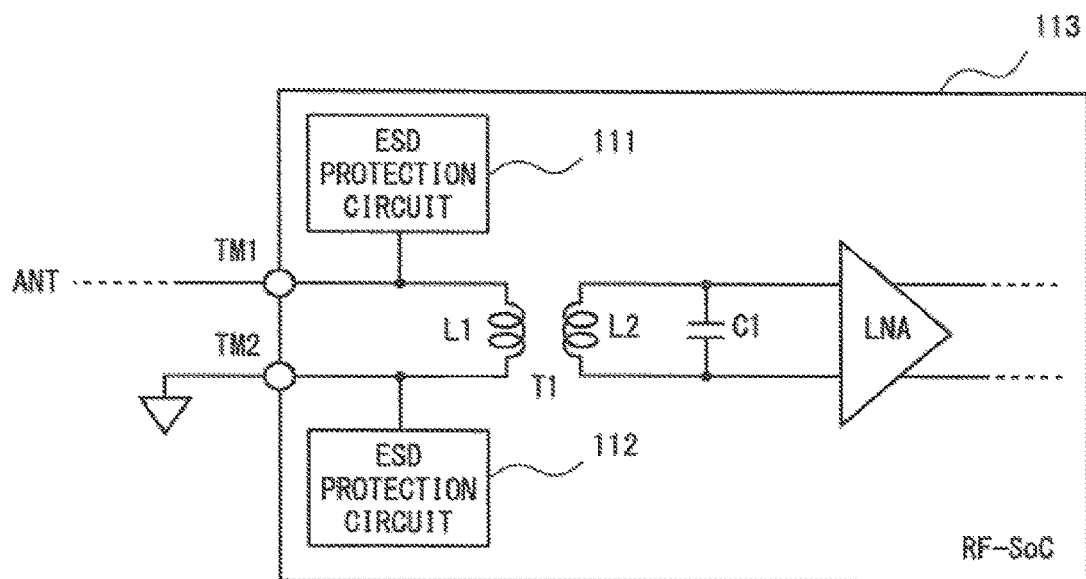 113
ESD
PROTECTION
CIRCUIT
111
TM1
ANT
L1
L2
C1
LNA
TM2
T1
ESD
PROTECTION
CIRCUIT
112
RF-SoC